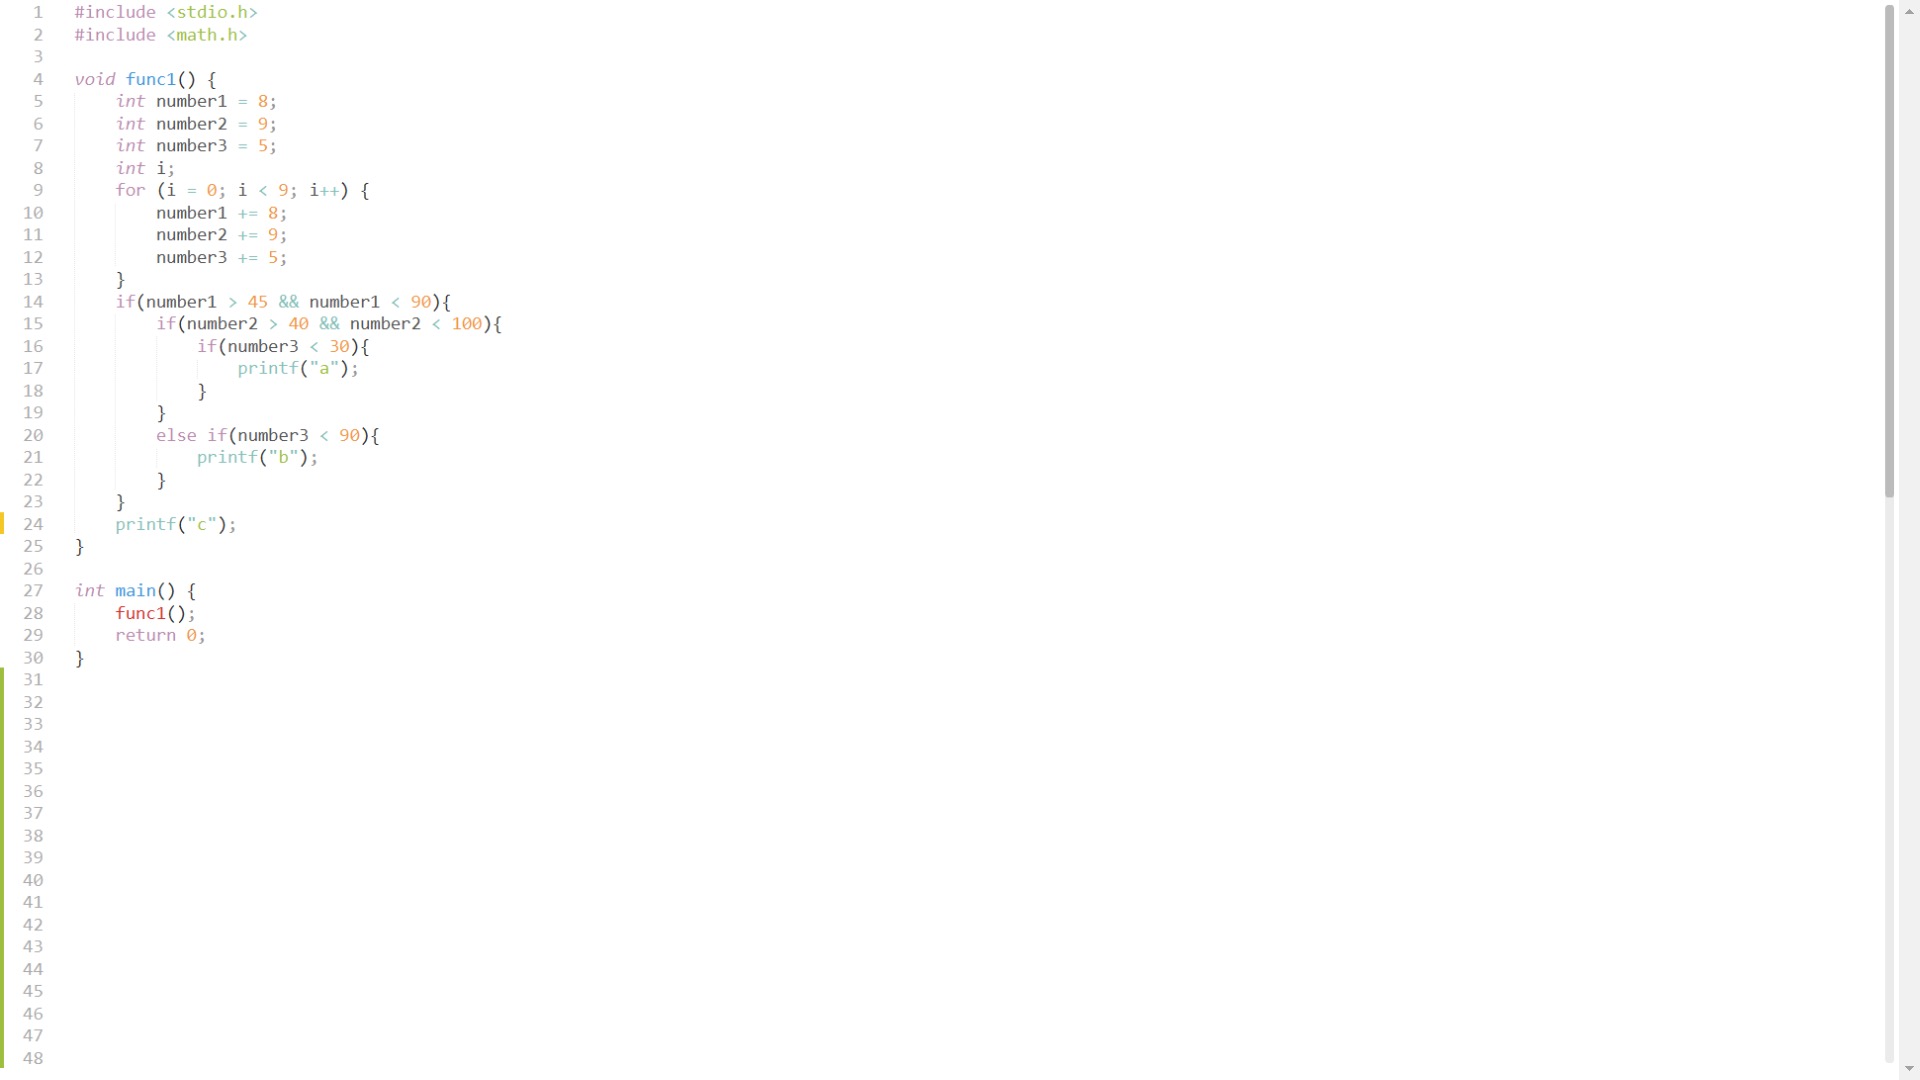 1 #include <stdio.h>
2 #include <math.h>
3
4 void func1() {
5 int number1 = 8;
6 int number2 = 9;
7 int number3 = 5;
8 int i;
9 for (i = 0; i < 9; i++) {
10 number1 += 8;
11 number2 += 9;
12 number3 += 5;
13 }
14 if(number1 > 45 && number1 < 90){
15 if(number2 > 40 && number2 < 100){
16 if(number3 < 30){
17 printf("a");
18 }
19 }
20 else if(number3 < 90){
21 printf("b");
22 }
23 }
24 printf("c");
25 }
26
27 int main() {
28 func1();
29 return 0;
30 }
31
32
33
34
35
36
37
38
39
40
41
42
43
44
45
46
47
48